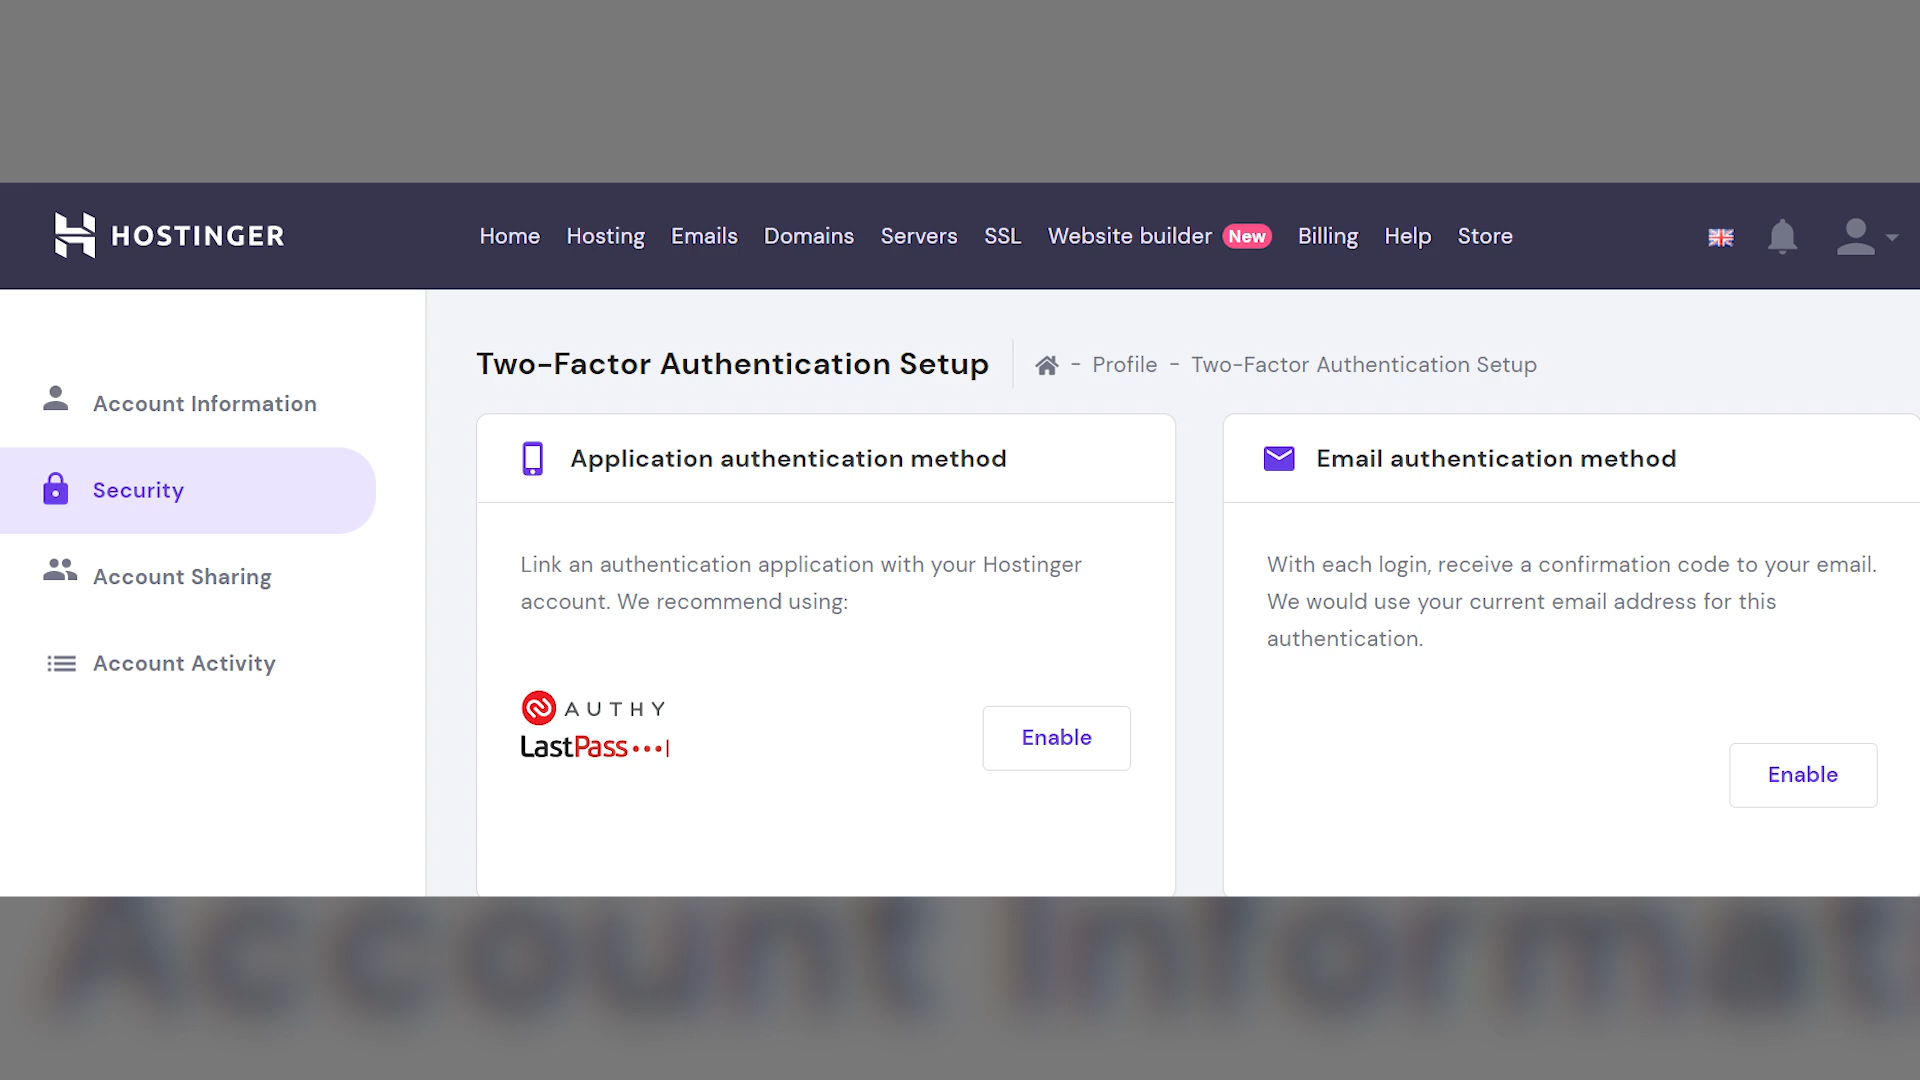 HOSTINGER
Home Hosting Emails Domains Servers SSL Website builder New Billing Help Store
Account Information
Security
Account Sharing
Account Activity
Two-Factor Authentication Setup
- Profile - Two-Factor Authentication Setup
Application authentication method
Link an authentication application with your Hostinger
account. We recommend using:
AUTHY
LastPass
Enable
Email authentication method
With each login, receive a confirmation code to your email.
We would use your current email address for this
authentication.
Enable
Account Informat